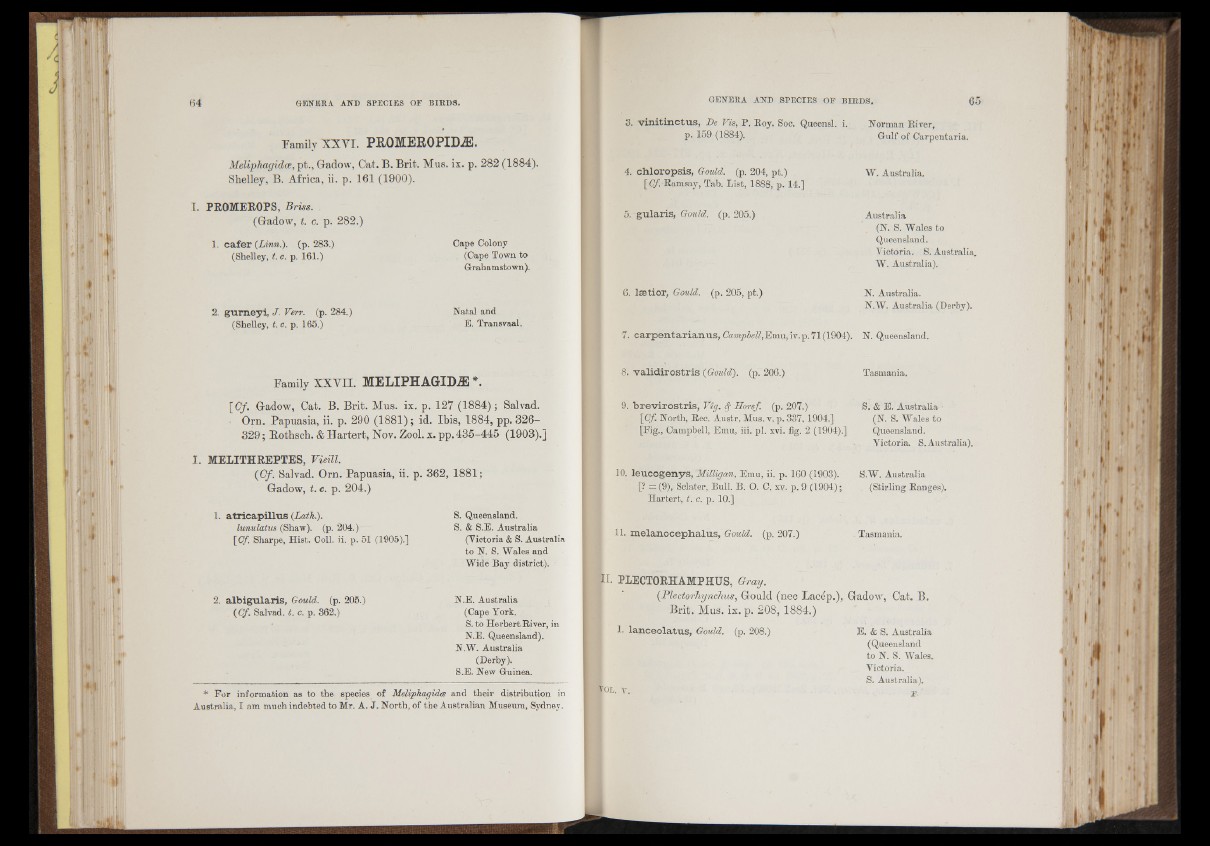 64 GENERA AND SPECIES OF BIRDS.
Family XXVI. PROMEROPIDÆ.
Meliphagidæ, pt., Gadow, Cat. B. Brit. Mus. ix. p. 282 (1884).
Shelley, B. Africa, ii. p. 161 (1900).
I. PROMEROPS, Briss.
(Gadow, t. c. p. 282.)
1. cafer (Linn.). (p. 283.) Cape Colony
(Shelley, t. c. p. 161.) (Cape Town to
Grahamstown).
2. gurneyi, J. Verr. (p. 284.) Natal and
(Shelley, t. c. p. 165.) E. Transvaal.
Family XXVII. MELIPHAGIDÆ *.
[Cf. Gadow, Cat. B. Brit. Mus. ix. p. 127 (1884); Salvad.
Orn. Papuasia, ii. p. 290 (1881); id. Ibis, 1884, pp. 326–
329; Rothsch. & Hartert, Nov. Zool. x. pp. 435–445 (1903).]
I. MELITHREPTES, Vieill.
(Cf. Salvad. Orn. Papuasia, ii. p. 362, 1881;
Gadow, t. c. p. 204.)
1. atricapillus (Lath.). S. Queensland.
lunulatus (Shaw). (p. 204.) S. & S.E. Australia
[Cf. Sharpe, Hist. Coll. ii. p. 51 (1905).] (Victoria & S. Australia
to N. S. Wales and
Wide Bay district).
2. albigularis, Gould. (p. 205.) N.E. Australia
(Cf. Salvad. t. c. p. 362.) (Cape York.
S. to Herbert River, in
N.E. Queensland).
N.W. Australia
(Derby).
S.E. New Guinea.
* For information as to the species of Meliphagidæ and their distribution in
Australia, I am much indebted to Mr. A. J. North, of the Australian Museum, Sydney.
GENERA AND SPECIES OF BIRDS. 65
3. vinitinctus, De Vis, P. Roy. Soc. Queensl. i. Norman River,
p. 159 (1884). Gulf of Carpentaria.
4. chloropsis, Gould. (p. 204, pt.) W. Australia.
[Cf. Ramsay, Tab. List, 1888, p. 14.]
5. gularis, Gould. (p. 205.) Australia
(N. S. Wales to
Queensland.
Victoria. S. Australia.
W. Australia).
6. lætior, Gould. (p. 205, pt.) N. Australia.
N.W. Australia (Derby).
7. carpentarianus, Campbell, Emu, iv. p. 71 (1904). N. Queensland.
8. validirostris (Gould). (p. 206.) Tasmania.
9. brevirostris, Vig. & Horsf. (p. 207.) S. & E. Australia
[Cf. North, Rec. Austr. Mus. v. p. 337, 1904.] (N. S. Wales to
[Fig., Campbell, Emu, iii. pl. xvi. fig. 2 (1904).] Queensland.
Victoria. S. Australia).
10. leucogenys, Milligan, Emu, ii. p. 160 (1903). S.W. Australia
[? = (9), Sclater, Bull. B. O. C. xv. p. 9 (1904); (Stirling Ranges).
Hartert, t. c. p. 10.]
11. melanocephalus, Gould. (p. 207.) Tasmania.
II. PLECTORHAMPHUS, Gray.
(Plectorhynchus, Gould (nec Lacép.), Gadow, Cat. B.
Brit. Mus. ix. p. 208, 1884.)
1. lanceolatus, Gould. (p. 208.) E. & S. Australia
(Queensland
to N. S. Wales.
Victoria.
S. Australia).
VOL. V. F